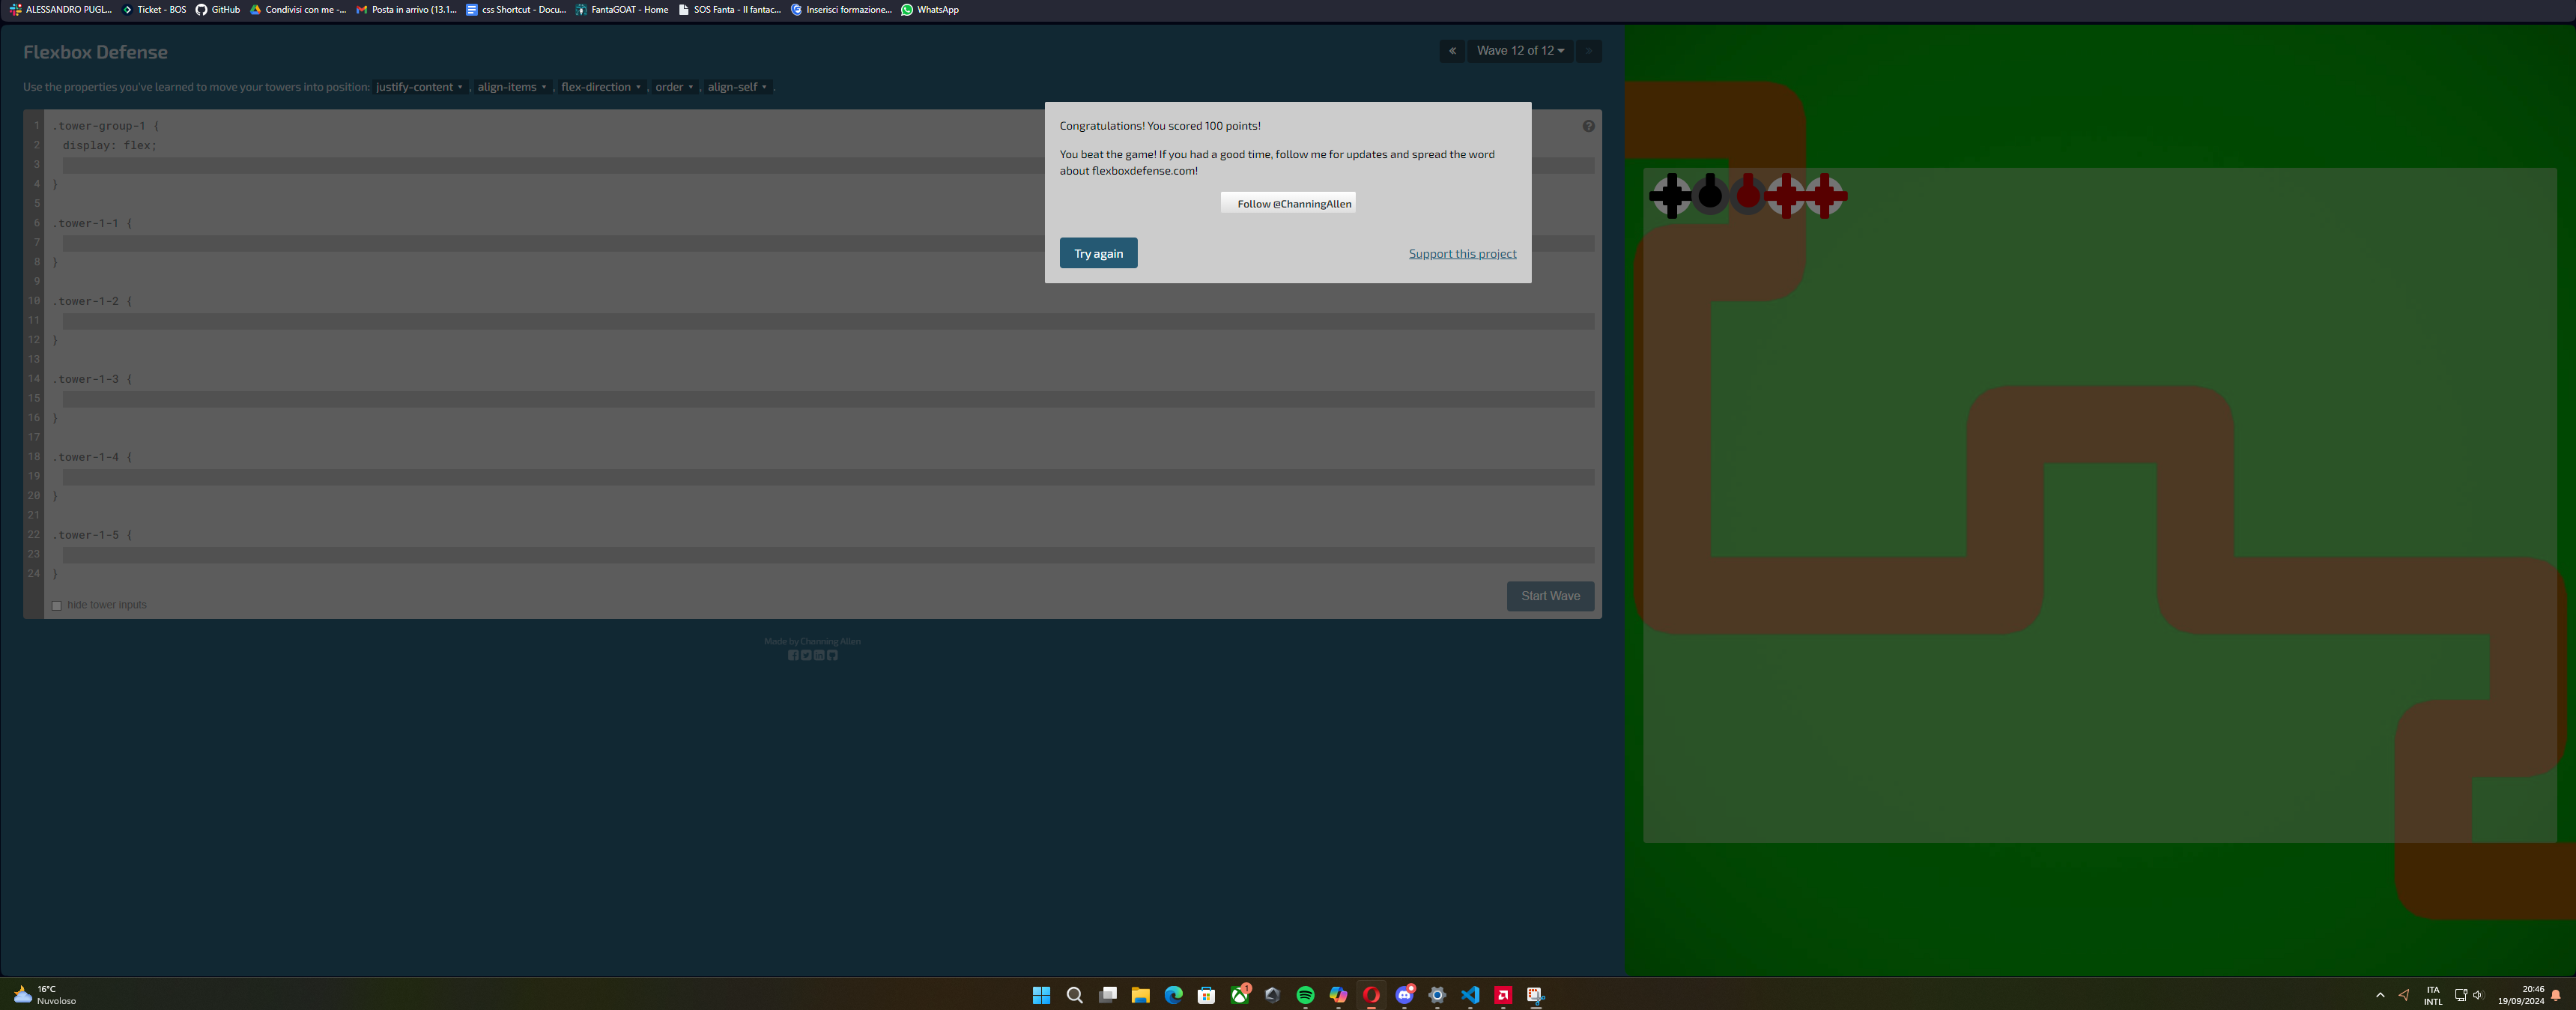 ALESSANDRO PUGL... Ticket - BOS GitHub Condivisi con me -... Posta in arrivo (13.1... css Shortcut - Docu... FantaGOAT - Home SOS Fanta - Il fantac... Inserisci formazione... WhatsApp
Flexbox Defense
« Wave 12 of 12 »
Use the properties you've learned to move your towers into position: justify-content , align-items , flex-direction , order , align-self .
1 .tower-group-1 {
2 display: flex;
3
4 }
5
6 .tower-1-1 {
7
8 }
9
10 .tower-1-2 {
11
12 }
13
14 .tower-1-3 {
15
16 }
17
18 .tower-1-4 {
19
20 }
21
22 .tower-1-5 {
23
24 }
hide tower inputs
Start Wave
Made by Channing Allen
Congratulations! You scored 100 points!
You beat the game! If you had a good time, follow me for updates and spread the word
about flexboxdefense.com!
Follow @ChanningAllen
Try again
Support this project
16°C
Nuvoloso
1
ITA
INTL
20:46
19/09/2024